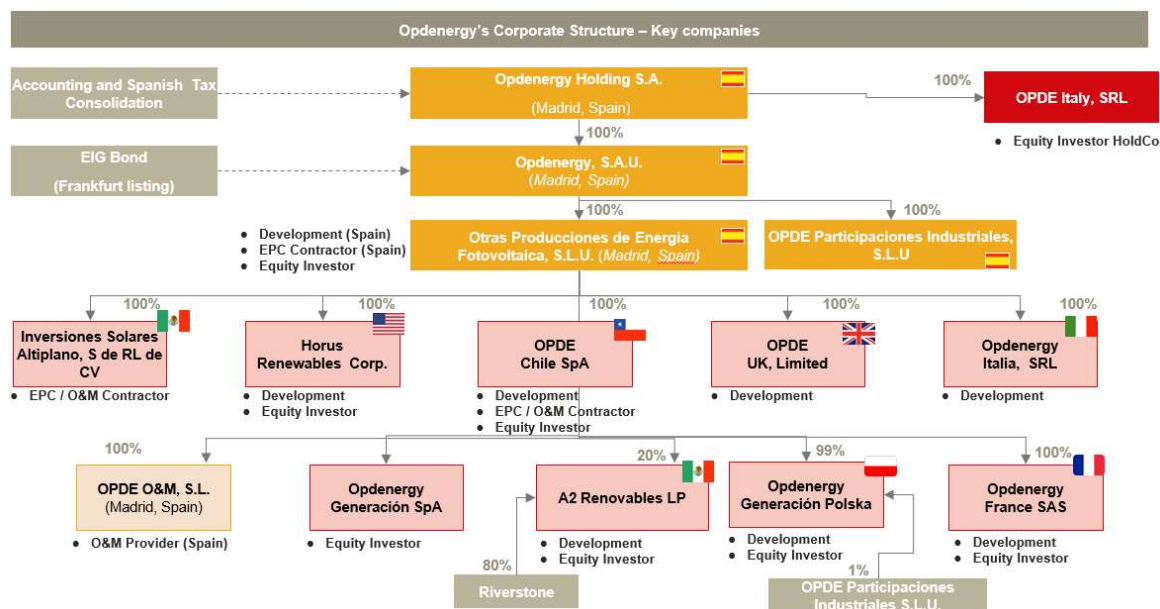 Opdenergy's Corporate Structure – Key companies
Accounting and Spanish Tax
Consolidation
Opdenergy Holding S.A.
(Madrid, Spain)
100%
OPDE Italy, SRL
● Equity Investor HoldCo
100%
EIG Bond
(Frankfurt listing)
Opdenergy, S.A.U.
(Madrid, Spain)
100%
100%
● Development (Spain)
● EPC Contractor (Spain)
● Equity Investor
Otras Producciones de Energia
Fotovoltaica, S.L.U. (Madrid, Spain)
OPDE Participaciones Industriales,
S.L.U
100%
100%
100%
100%
100%
Inversiones Solares
Altiplano, S de RL de
CV
● EPC / O&M Contractor
Horus
Renewables Corp.
● Development
● Equity Investor
OPDE
Chile SpA
● Development
● EPC / O&M Contractor
● Equity Investor
OPDE
UK, Limited
● Development
Opdenergy
Italia, SRL
● Development
100%
20%
99%
100%
OPDE O&M, S.L.
(Madrid, Spain)
● O&M Provider (Spain)
Opdenergy
Generación SpA
● Equity Investor
A2 Renovables LP
● Development
● Equity Investor
Opdenergy
Generación Polska
● Development
● Equity Investor
Opdenergy
France SAS
● Development
● Equity Investor
80%
Riverstone
1%
OPDE Participaciones
Industriales S.L.U.